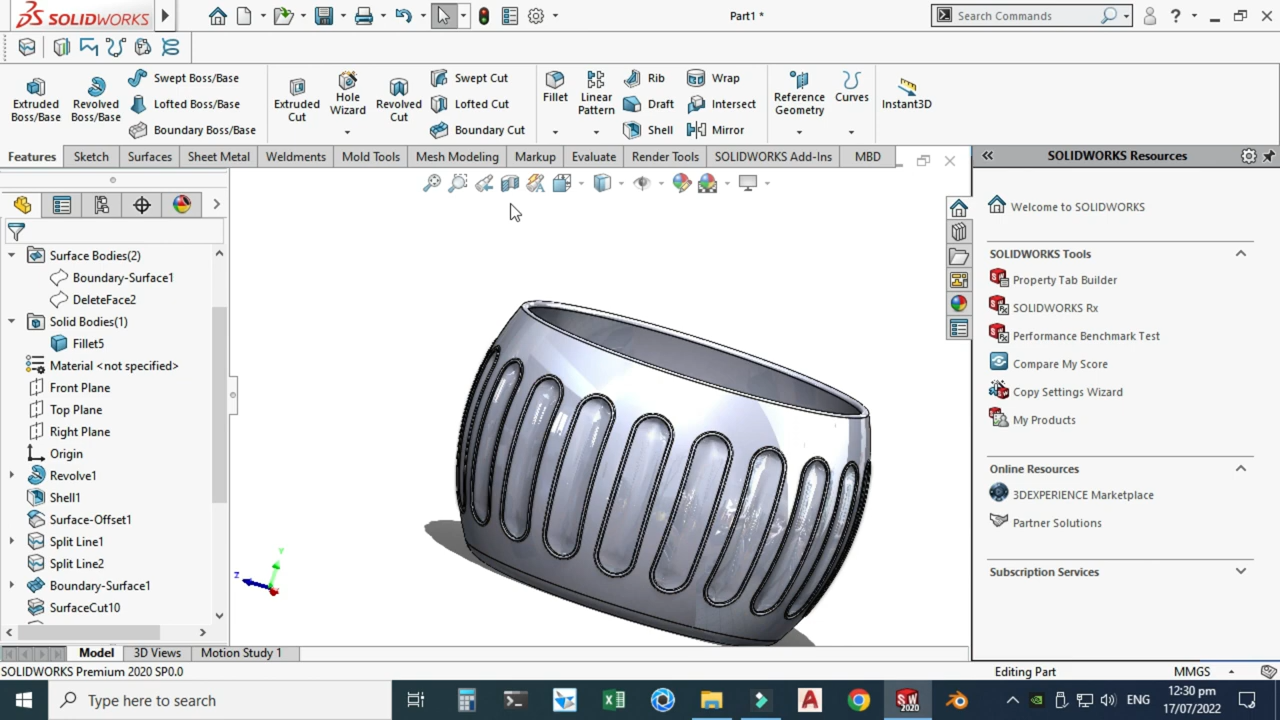 SOLIDWORKS
Part1 *
Search Commands
Extruded Boss/Base
Revolved Boss/Base
Swept Boss/Base
Lofted Boss/Base
Boundary Boss/Base
Extruded Cut
Hole Wizard
Revolved Cut
Swept Cut
Lofted Cut
Boundary Cut
Fillet
Linear Pattern
Rib
Draft
Shell
Wrap
Intersect
Mirror
Reference Geometry
Curves
Instant3D
Features
Sketch
Surfaces
Sheet Metal
Weldments
Mold Tools
Mesh Modeling
Markup
Evaluate
Render Tools
SOLIDWORKS Add-Ins
MBD
Surface Bodies(2)
Boundary-Surface1
DeleteFace2
Solid Bodies(1)
Fillet5
Material <not specified>
Front Plane
Top Plane
Right Plane
Origin
Revolve1
Shell1
Surface-Offset1
Split Line1
Split Line2
Boundary-Surface1
SurfaceCut10
Y
Z
SOLIDWORKS Resources
Welcome to SOLIDWORKS
SOLIDWORKS Tools
Property Tab Builder
SOLIDWORKS Rx
Performance Benchmark Test
Compare My Score
Copy Settings Wizard
My Products
Online Resources
3DEXPERIENCE Marketplace
Partner Solutions
Subscription Services
Model
3D Views
Motion Study 1
SOLIDWORKS Premium 2020 SP0.0
Editing Part
MMGS
Type here to search
SW
2020
ENG
12:30 pm
17/07/2022